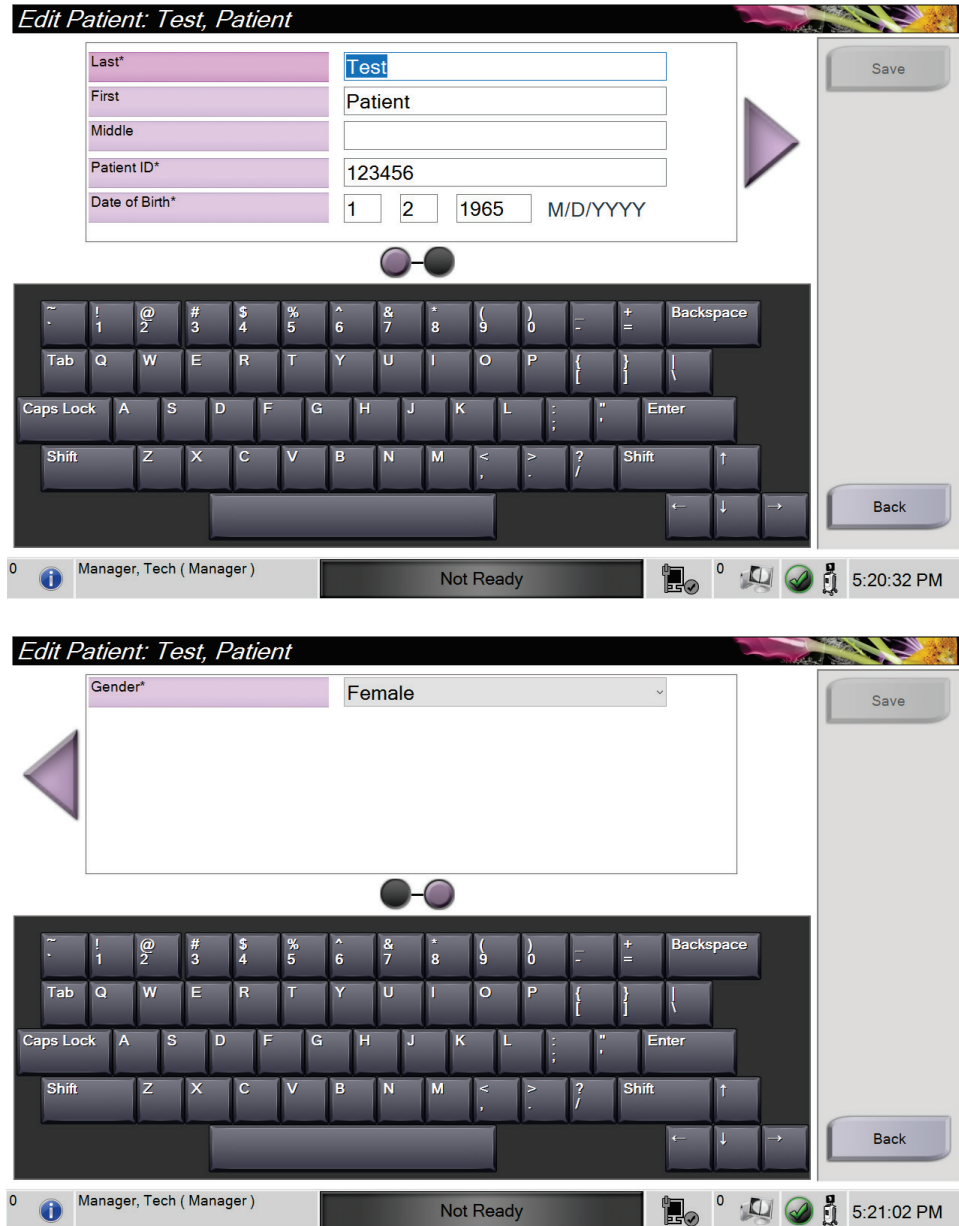 Edit Patient: Test, Patient
Last* Test
Save
First Patient
Middle
Patient ID* 123456
Date of Birth* 1 2 1965 M/D/YYYY
~ ! @ # $ % ^ & * ( ) _ + Backspace
` 1 2 3 4 5 6 7 8 9 0 - =
Tab Q W E R T Y U I O P { } |
[ ] \
Caps Lock A S D F G H J K L : " Enter
; '
Shift Z X C V B N M < > ? Shift ↑
, . /
← ↓ →
Back
0 Manager, Tech ( Manager ) Not Ready 0 5:20:32 PM
Edit Patient: Test, Patient
Gender* Female
Save
~ ! @ # $ % ^ & * ( ) _ + Backspace
` 1 2 3 4 5 6 7 8 9 0 - =
Tab Q W E R T Y U I O P { } |
[ ] \
Caps Lock A S D F G H J K L : " Enter
; '
Shift Z X C V B N M < > ? Shift ↑
, . /
← ↓ →
Back
0 Manager, Tech ( Manager ) Not Ready 0 5:21:02 PM